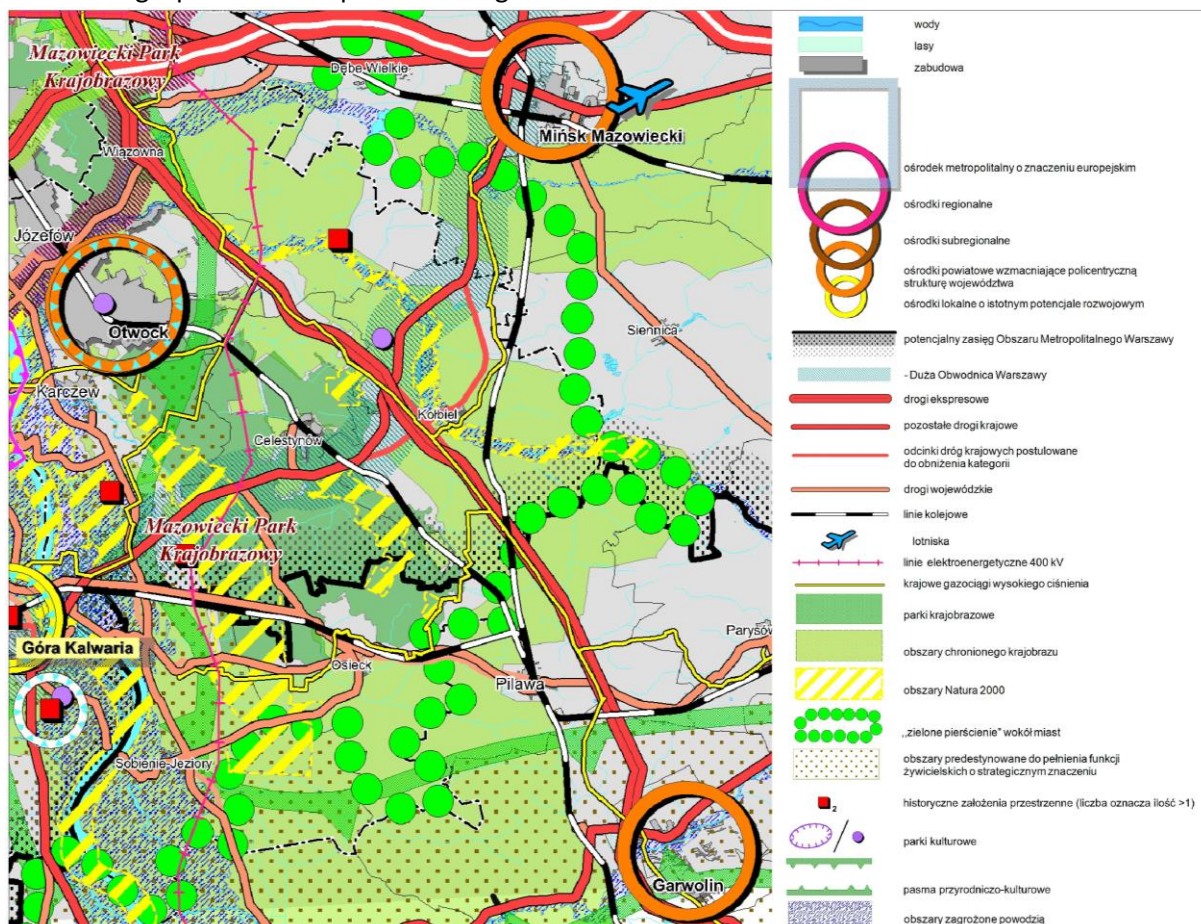 Mazowiecki Park
Krajobrazowy
Dębe Wielkie
Mińsk Mazowiecki
Wiązowna
Józefów
Otwock
Siennica
Karczew
Kołbiel
Celestynów
Mazowiecki Park
Krajobrazowy
Góra Kalwaria
Osieck
Parysów
Pilawa
Sobienie-Jeziory
Garwolin
wody
lasy
zabudowa
ośrodek metropolitalny o znaczeniu europejskim
ośrodki regionalne
ośrodki subregionalne
ośrodki powiatowe wzmacniające policentryczną
strukturę województwa
ośrodki lokalne o istotnym potencjale rozwojowym
potencjalny zasięg Obszaru Metropolitalnego Warszawy
- Duża Obwodnica Warszawy
drogi ekspresowe
pozostałe drogi krajowe
odcinki dróg krajowych postulowane
do obniżenia kategorii
drogi wojewódzkie
linie kolejowe
lotniska
linie elektroenergetyczne 400 kV
krajowe gazociągi wysokiego ciśnienia
parki krajobrazowe
obszary chronionego krajobrazu
obszary Natura 2000
,,zielone pierścienie" wokół miast
obszary predestynowane do pełnienia funkcji
żywicielskich o strategicznym znaczeniu
2
historyczne założenia przestrzenne (liczba oznacza ilość >1)
parki kulturowe
pasma przyrodniczo-kulturowe
obszary zagrożone powodzią